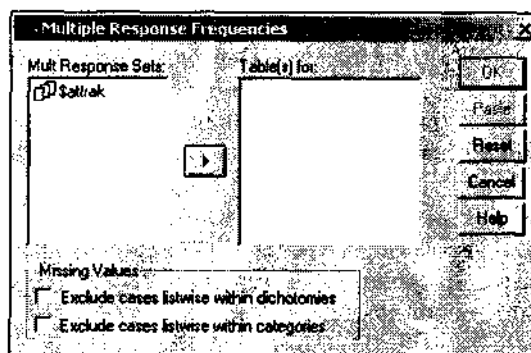 Multiple Response Frequencies
Mult Response Sets:
Table(s) for:
$attrak
OK
Paste
Reset
Cancel
Help
Missing Values
Exclude cases listwise within dichotomies
Exclude cases listwise within categories